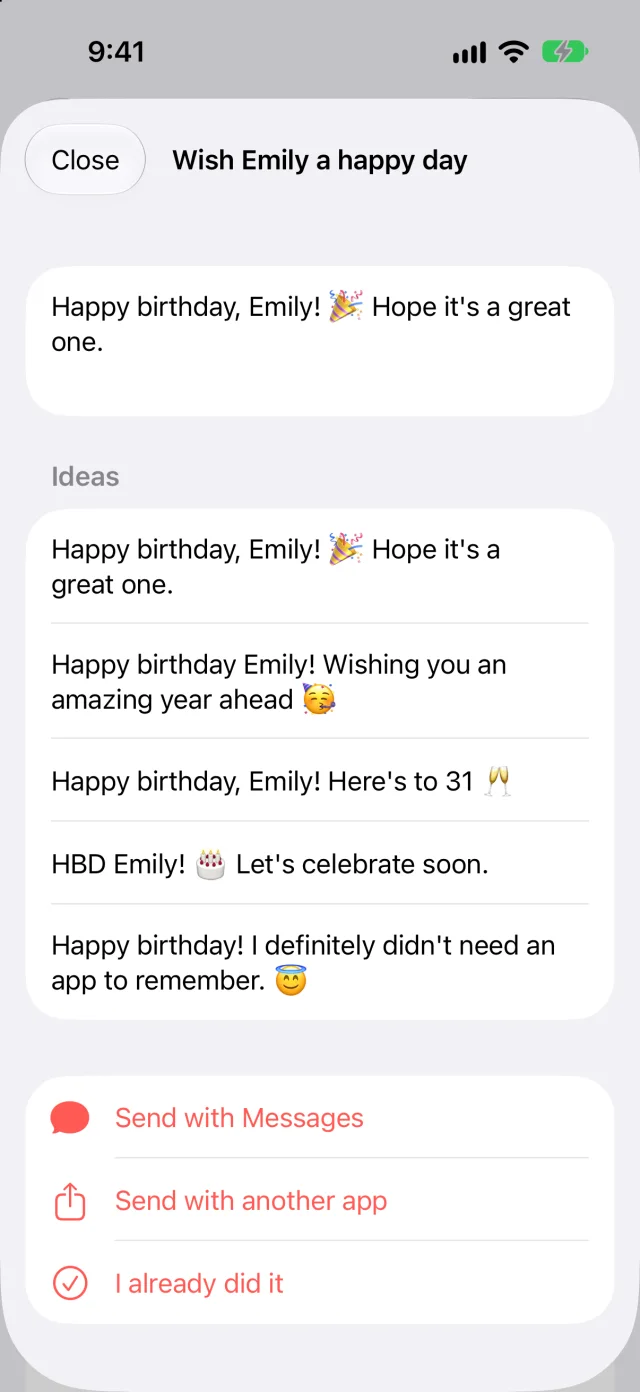 9:41
Close
Wish Emily a happy day
Happy birthday, Emily! 🎉 Hope it's a great
one.
Ideas
Happy birthday, Emily! 🎉 Hope it's a
great one.
Happy birthday Emily! Wishing you an
amazing year ahead 🥳
Happy birthday, Emily! Here's to 31 🥂
HBD Emily! 🎂 Let's celebrate soon.
Happy birthday! I definitely didn't need an
app to remember. 😇
Send with Messages
Send with another app
I already did it